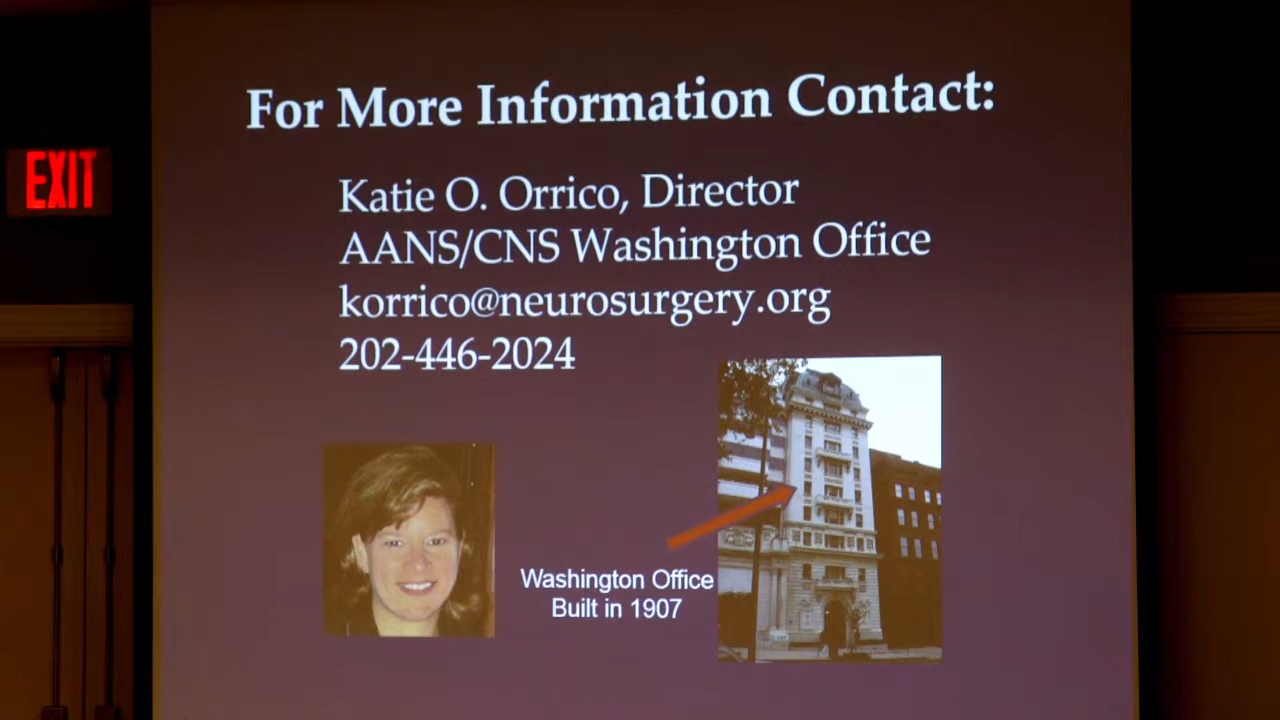 For More Information Contact:
EXIT
Katie O. Orrico, Director
AANS/CNS Washington Office
korrico@neurosurgery.org
202-446-2024
Washington Office
Built in 1907